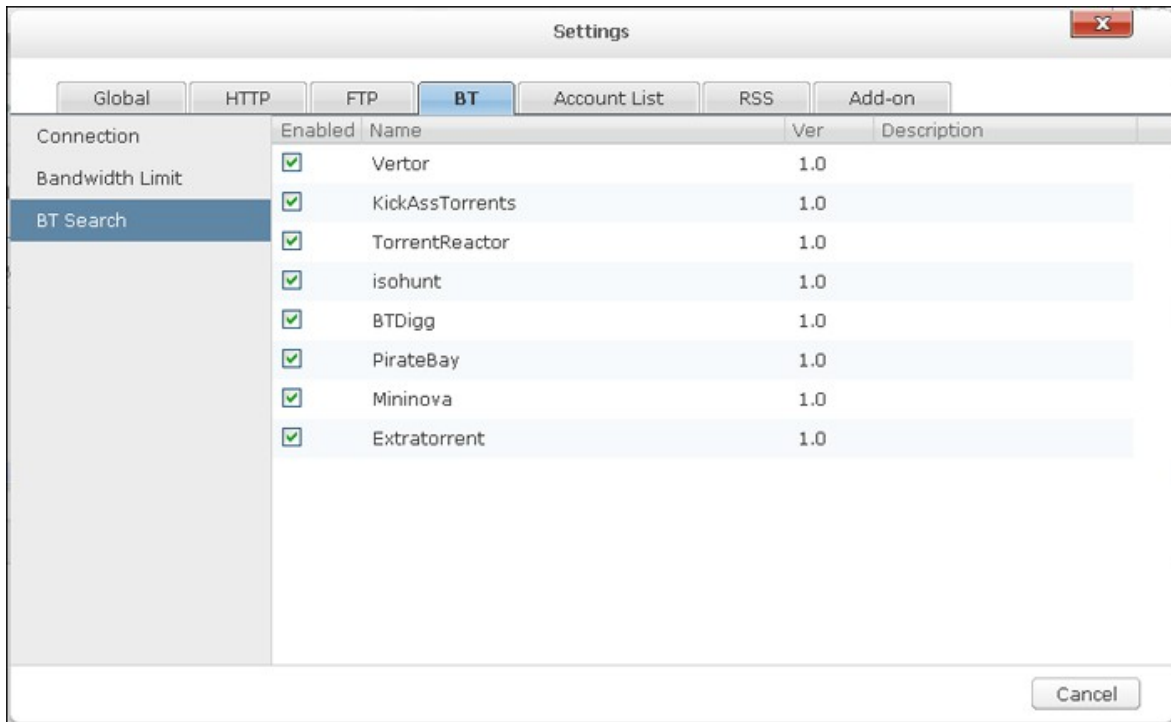 Settings
Global HTTP FTP BT Account List RSS Add-on
Connection
Bandwidth Limit
BT Search
Enabled Name Ver Description
Vertor 1.0
KickAssTorrents 1.0
TorrentReactor 1.0
isohunt 1.0
BTDigg 1.0
PirateBay 1.0
Mininova 1.0
Extratorrent 1.0
Cancel